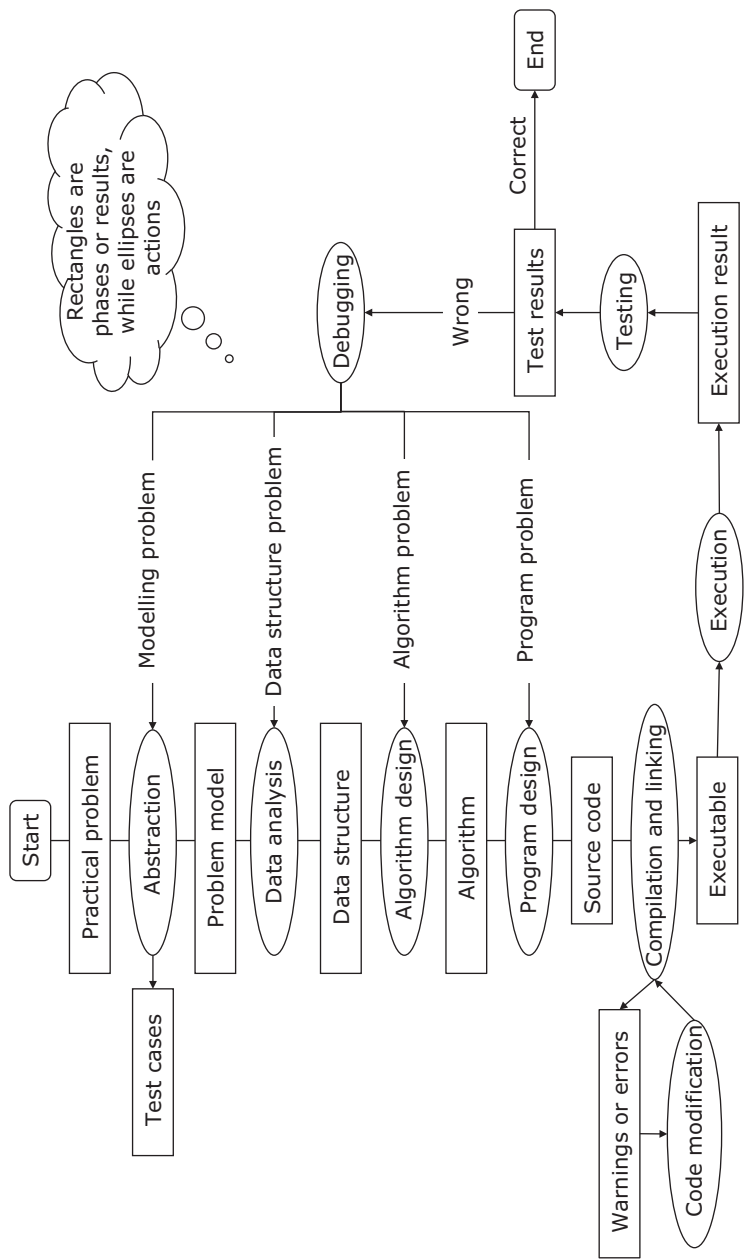 Start
Practical problem
Abstraction
Test cases
Problem model
Data analysis
Data structure
Algorithm design
Algorithm
Program design
Source code
Compilation and linking
Warnings or errors
Code modification
Executable
Execution
Execution result
Testing
Test results
Correct
End
Wrong
Debugging
Modelling problem
Data structure problem
Algorithm problem
Program problem
Rectangles are
phases or results,
while ellipses are
actions